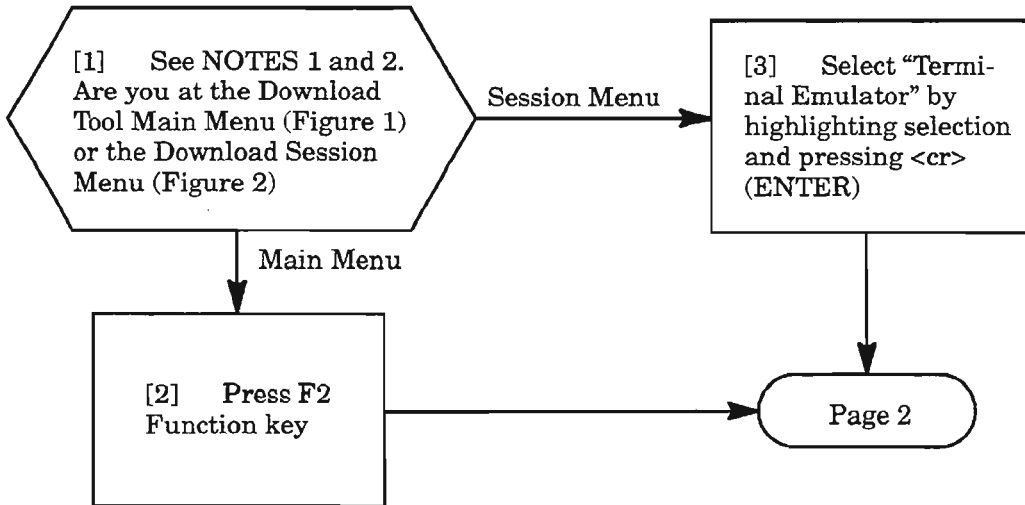 [1] See NOTES 1 and 2.
Are you at the Download
Tool Main Menu (Figure 1)
or the Download Session
Menu (Figure 2)
Session Menu
[3] Select “Termi-
nal Emulator” by
highlighting selection
and pressing <cr>
(ENTER)
Main Menu
[2] Press F2
Function key
Page 2